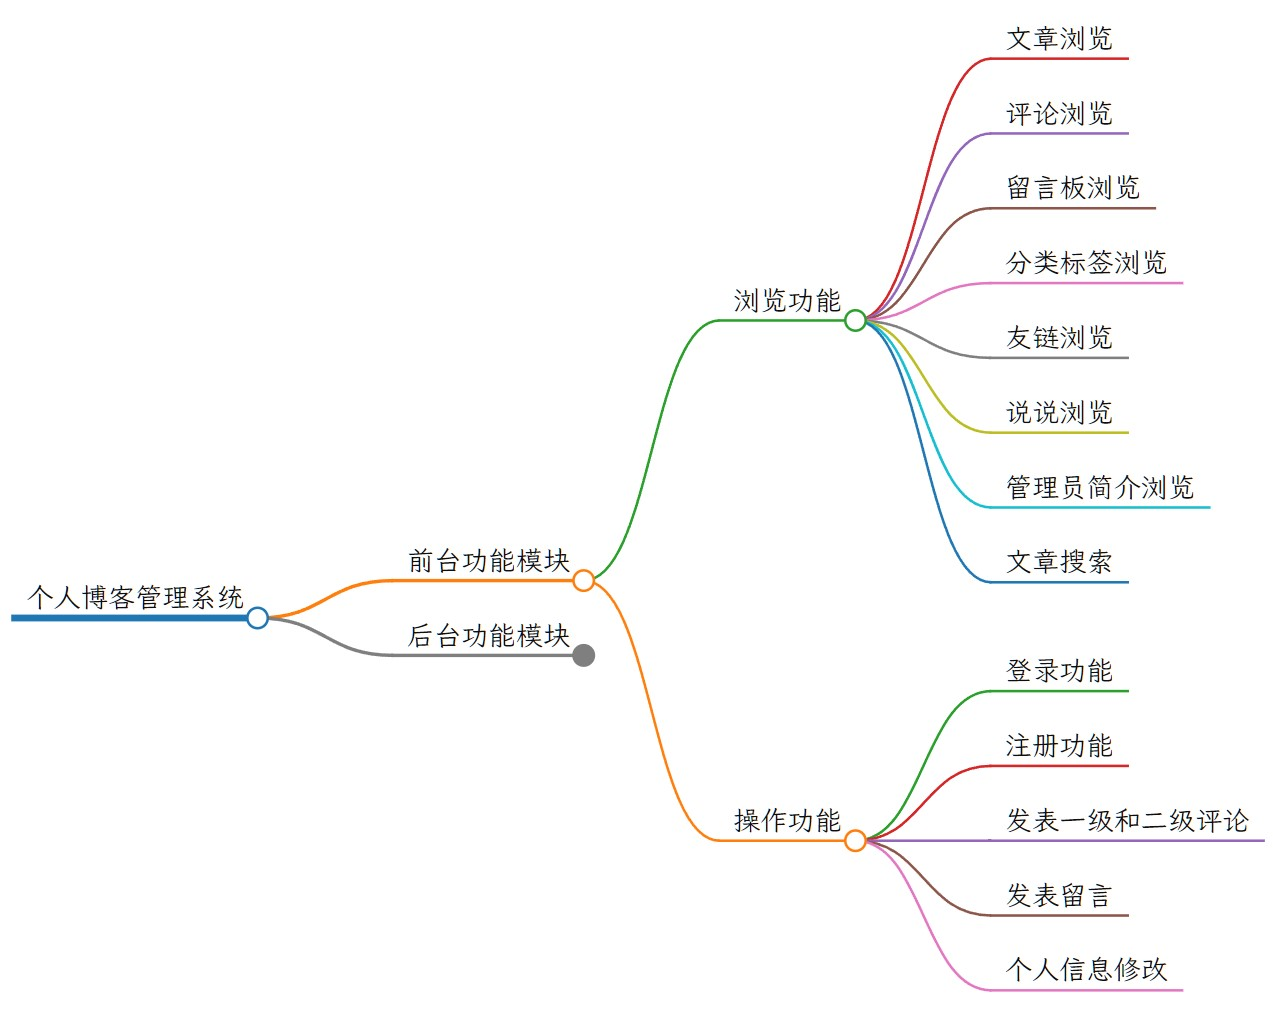 个人博客管理系统
前台功能模块
浏览功能
文章浏览
评论浏览
留言板浏览
分类标签浏览
友链浏览
说说浏览
管理员简介浏览
文章搜索
操作功能
登录功能
注册功能
发表一级和二级评论
发表留言
个人信息修改
后台功能模块